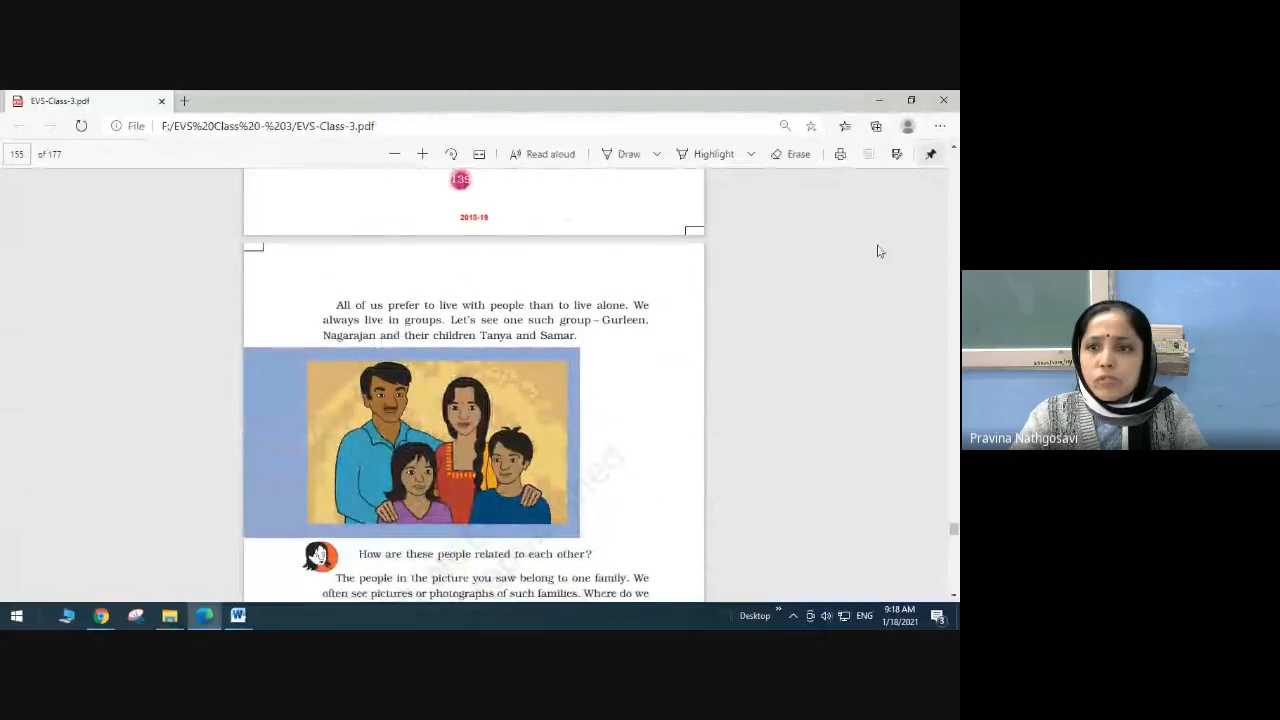 EVS-Class-3.pdf
File F:/EVS%20Class%20-%203/EVS-Class-3.pdf
155 of 177 Read aloud Draw Highlight Erase
139
2018-19
All of us prefer to live with people than to live alone. We
always live in groups. Let's see one such group – Gurleen,
Nagarajan and their children Tanya and Samar.
How are these people related to each other?
The people in the picture you saw belong to one family. We
often see pictures or photographs of such families. Where do we
Pravina Nathgosavi
Desktop ENG 9:18 AM
1/18/2021
3